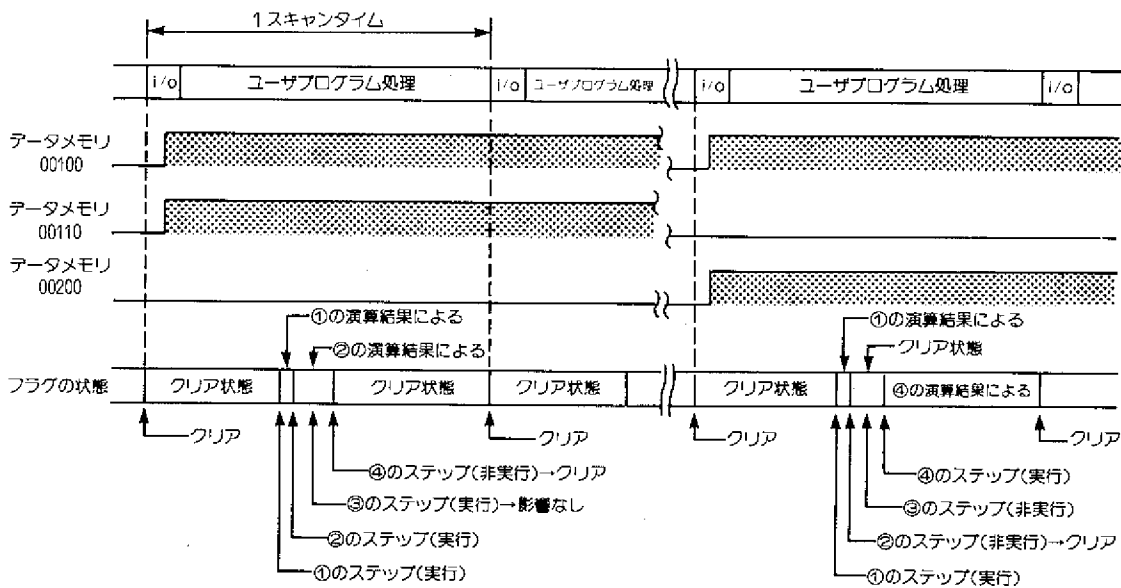 1スキャンタイム
i/o ユーザプログラム処理 i/o ユーザプログラム処理 i/o ユーザプログラム処理 i/o
データメモリ
00100
データメモリ
00110
データメモリ
00200
①の演算結果による ①の演算結果による
②の演算結果による クリア状態
フラグの状態 クリア状態 クリア状態 クリア状態 クリア状態 ④の演算結果による
クリア クリア クリア クリア
④のステップ(非実行)→クリア ④のステップ(実行)
③のステップ(実行)→影響なし ③のステップ(非実行)
②のステップ(実行) ②のステップ(非実行)→クリア
①のステップ(実行) ①のステップ(実行)